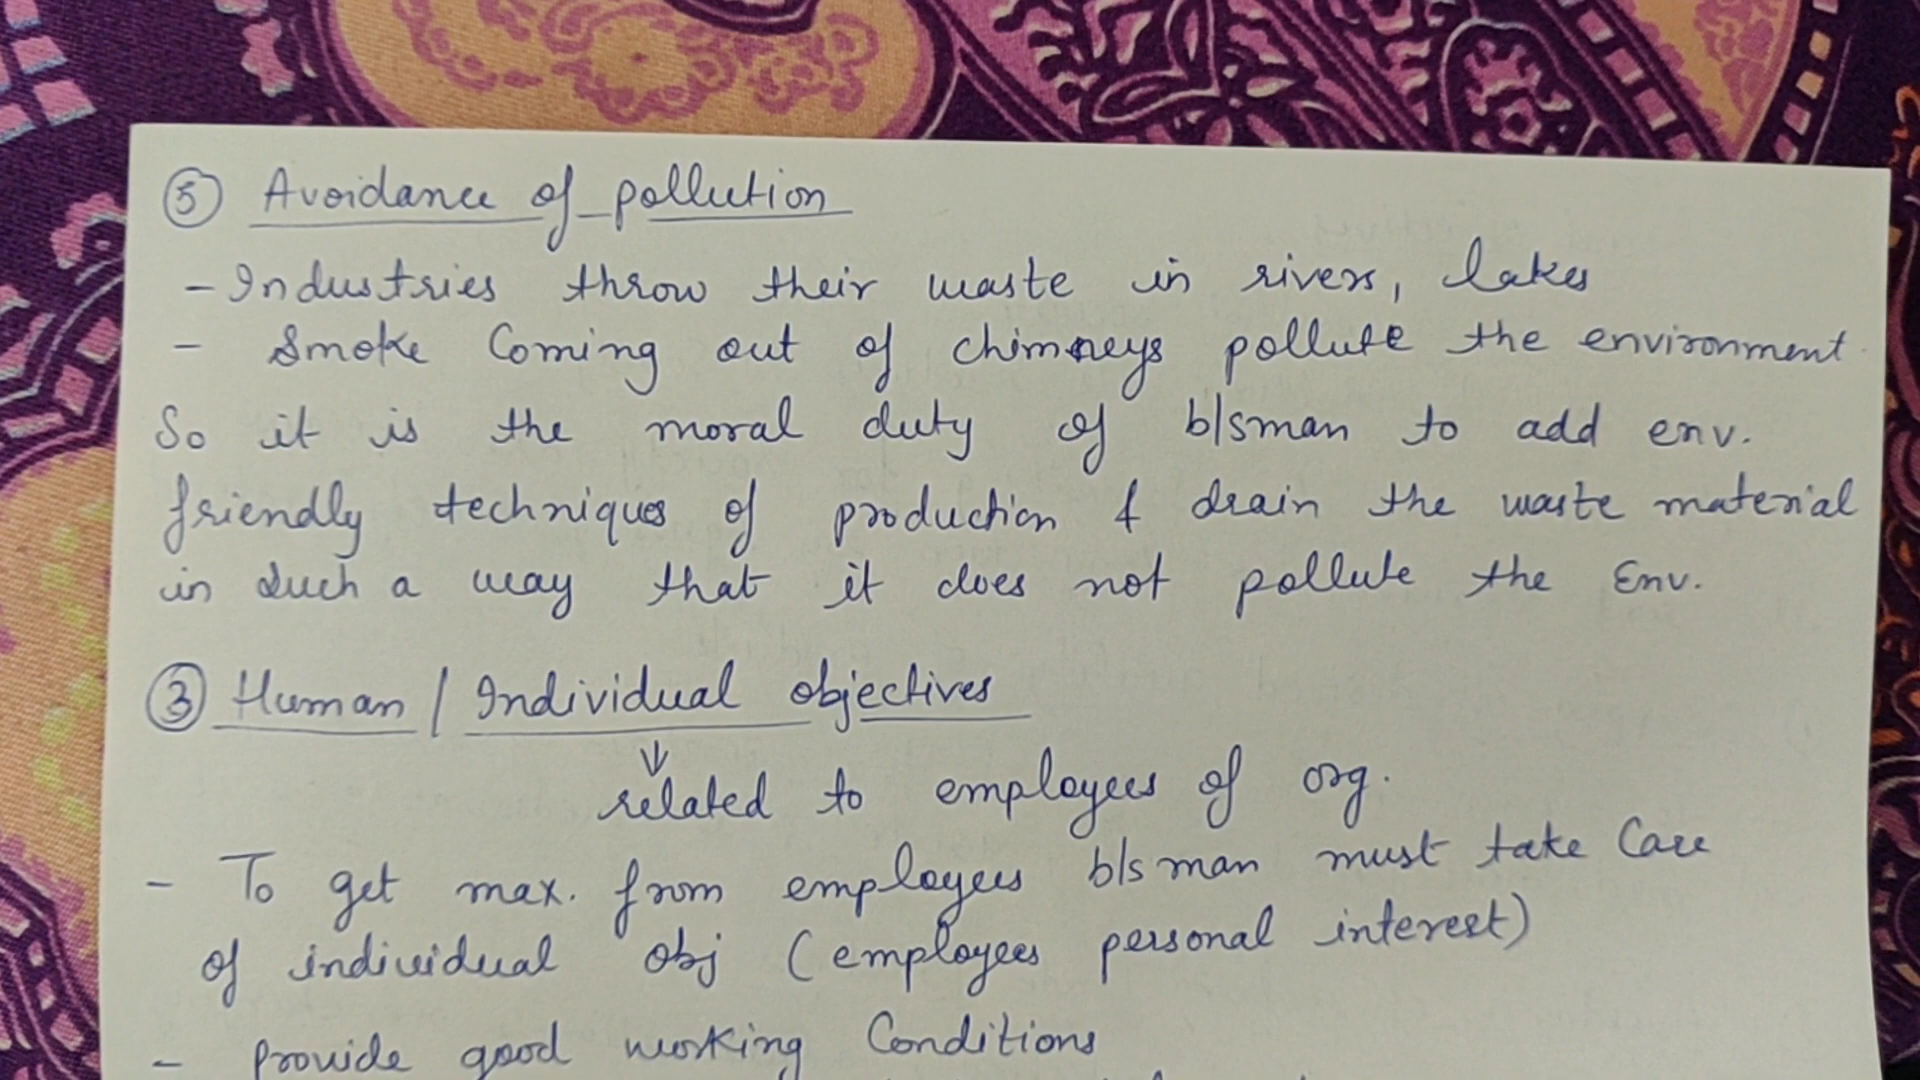 ⑤ Avoidance of pollution
- Industries throw their waste in rivers, lakes
- Smoke Coming out of chimneys pollute the environment.
So it is the moral duty of b/sman to add env.
friendly techniques of production & drain the waste material
in such a way that it does not pollute the Env.
③ Human / Individual objectives
↓
related to employees of org.
- To get max. from employees b/s man must take Care
of individual obj (employees personal interest)
- Provide good working Conditions